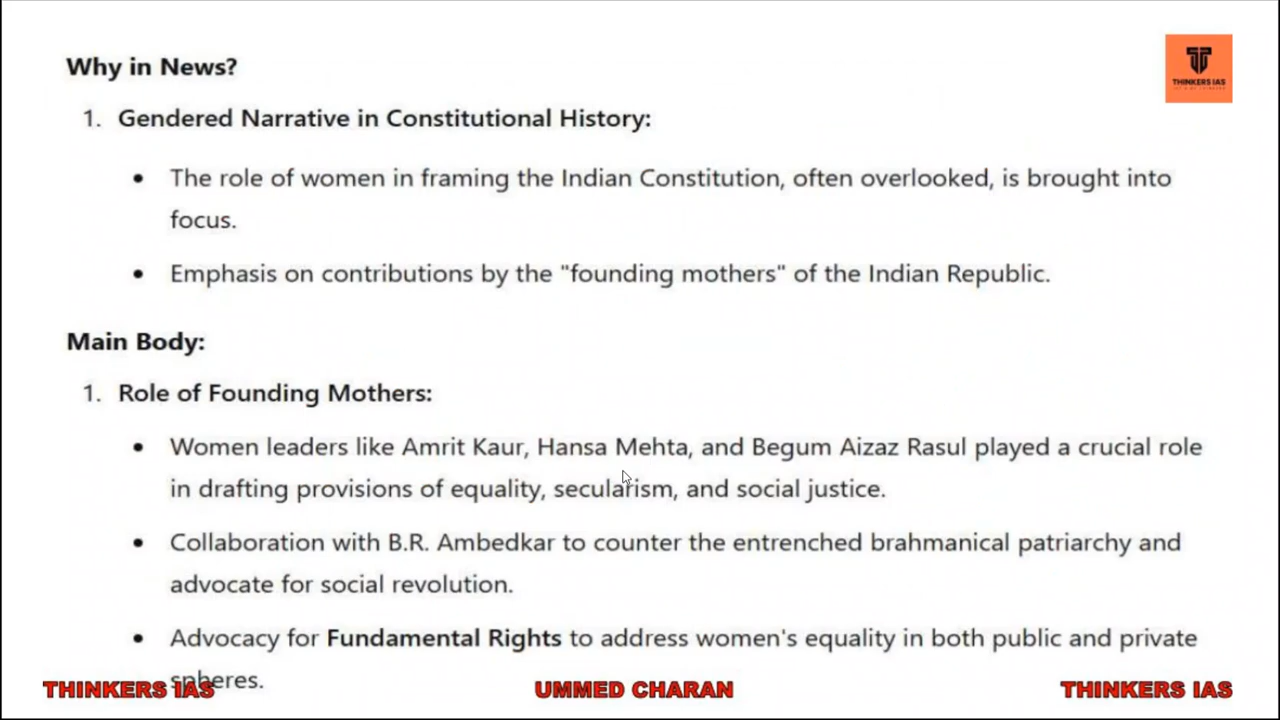 Why in News?
THINKERS IAS
1. Gendered Narrative in Constitutional History:
• The role of women in framing the Indian Constitution, often overlooked, is brought into
focus.
• Emphasis on contributions by the "founding mothers" of the Indian Republic.
Main Body:
1. Role of Founding Mothers:
• Women leaders like Amrit Kaur, Hansa Mehta, and Begum Aizaz Rasul played a crucial role
in drafting provisions of equality, secularism, and social justice.
• Collaboration with B.R. Ambedkar to counter the entrenched brahmanical patriarchy and
advocate for social revolution.
• Advocacy for Fundamental Rights to address women's equality in both public and private
spheres.
THINKERS IAS UMMED CHARAN THINKERS IAS